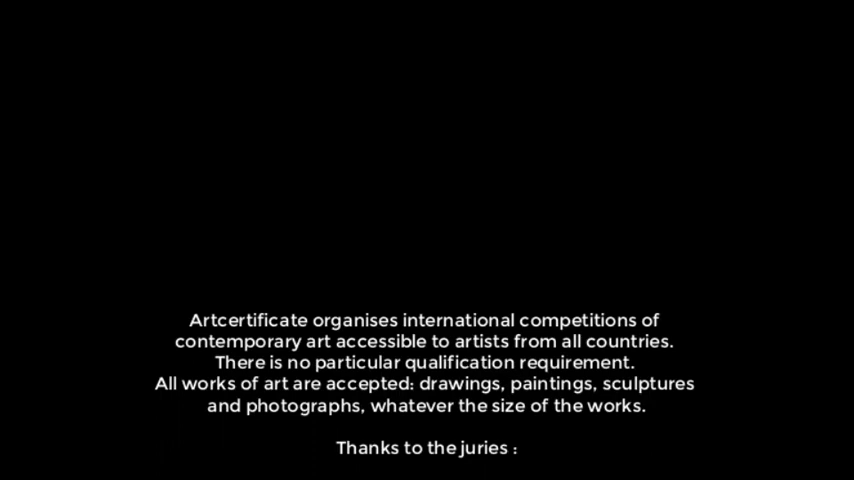 Artcertificate organises international competitions of
contemporary art accessible to artists from all countries.
There is no particular qualification requirement.
All works of art are accepted: drawings, paintings, sculptures
and photographs, whatever the size of the works.
Thanks to the juries :